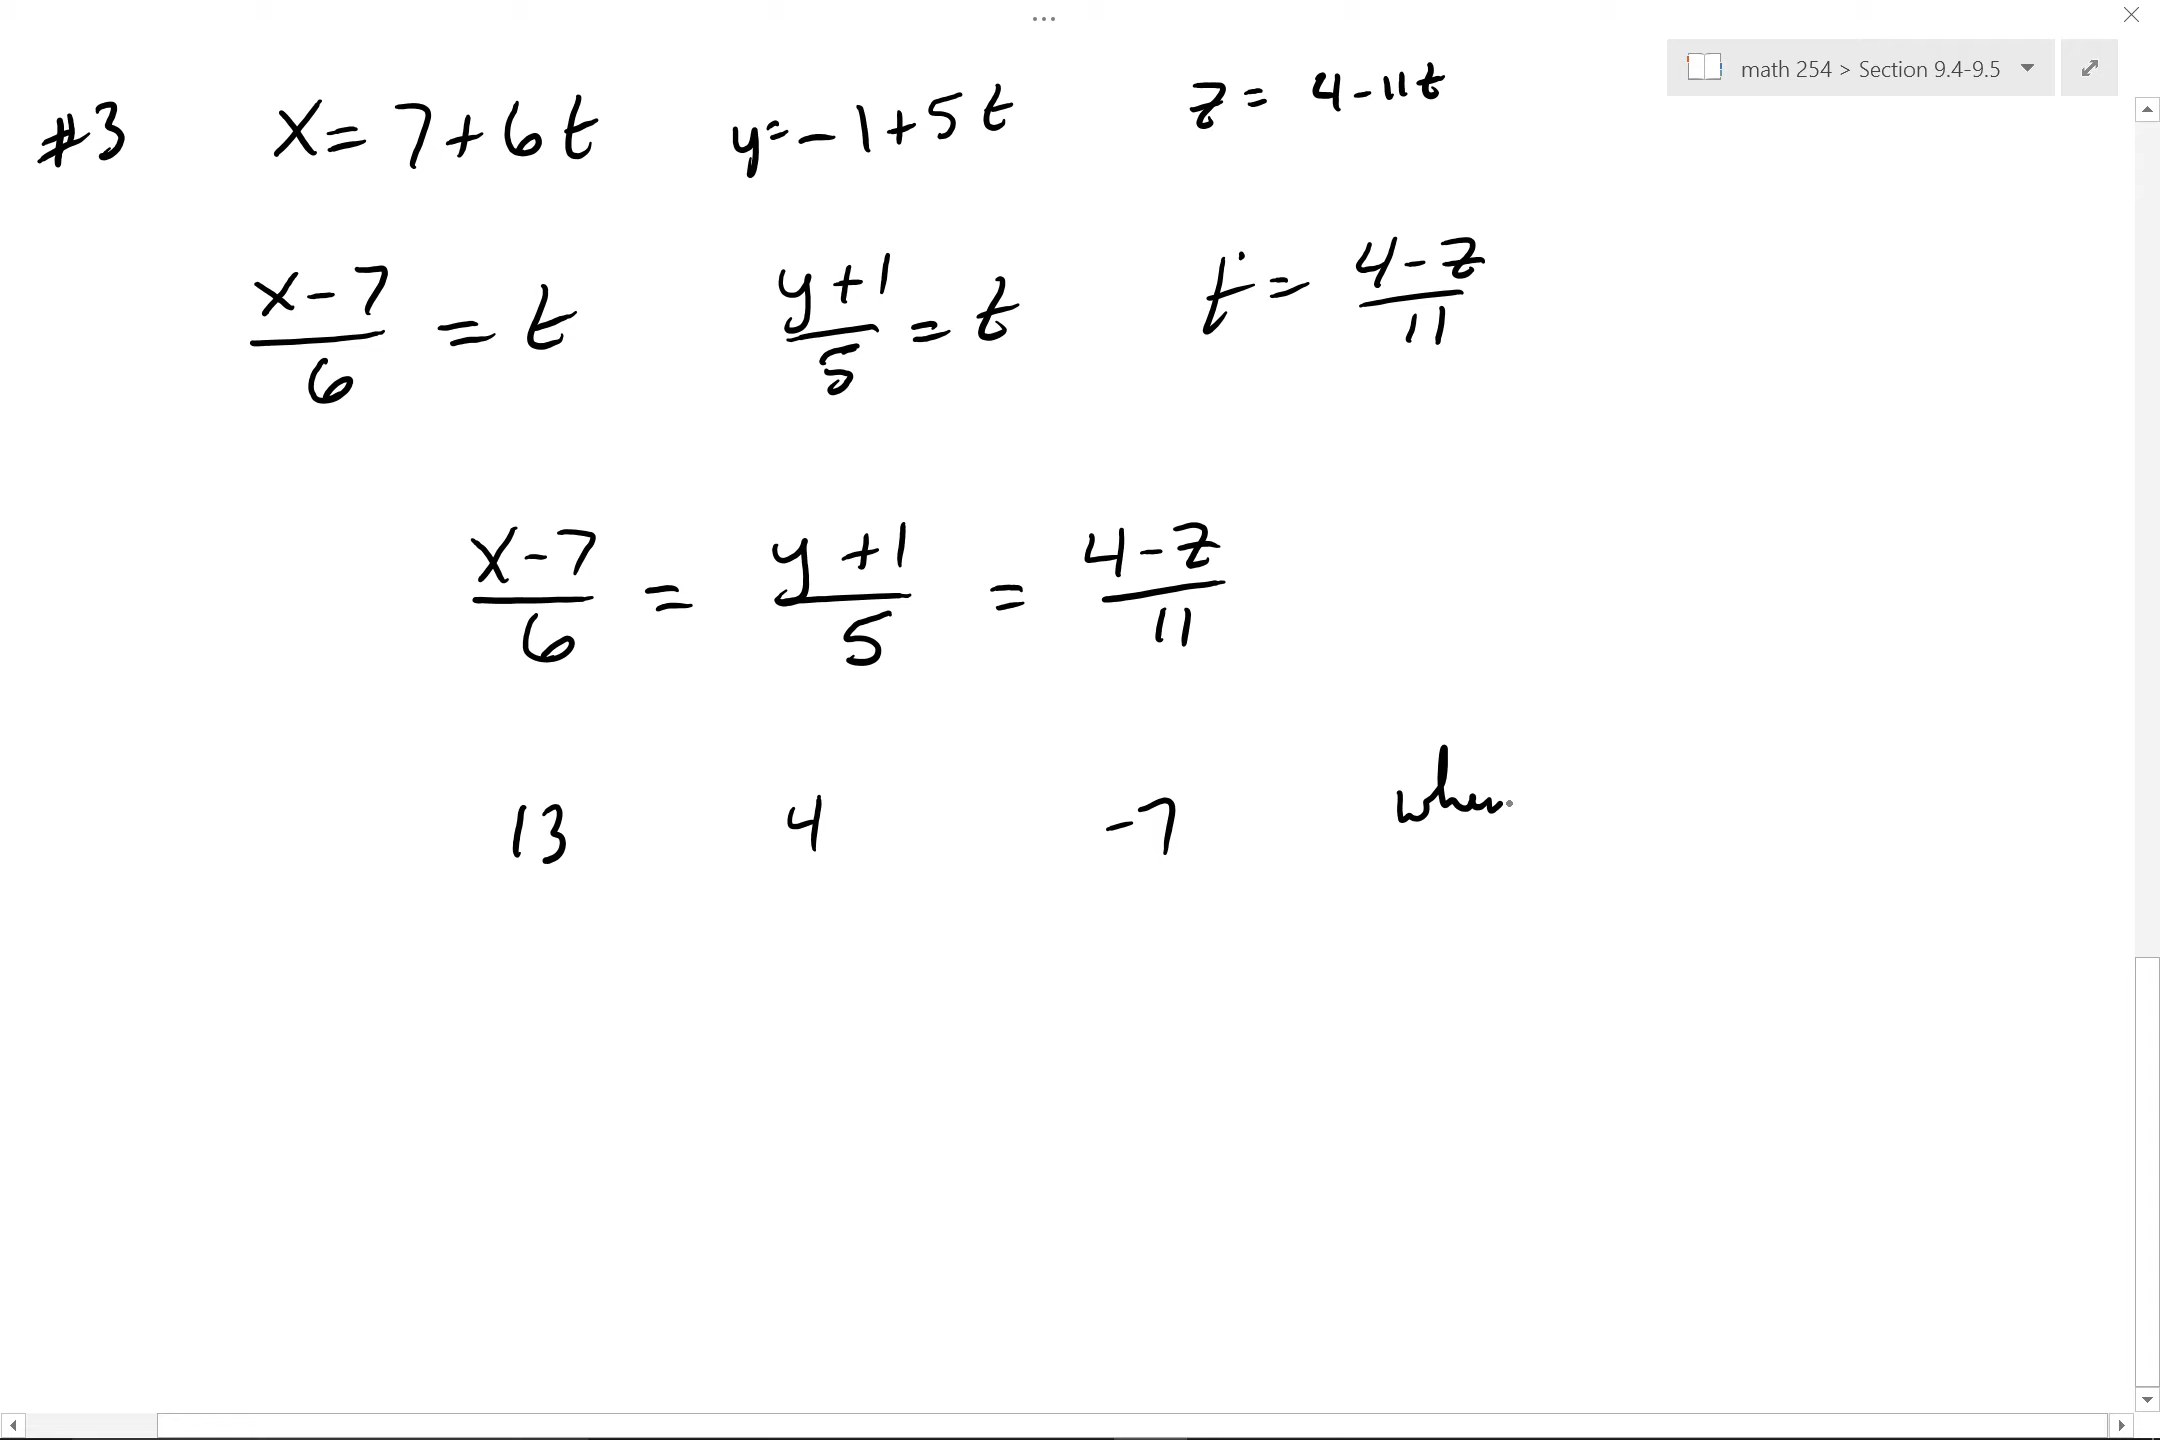 math 254 > Section 9.4-9.5
#3 x = 7 + 6t y = -1 + 5t z = 4 - 11t
(x - 7)/6 = t (y + 1)/5 = t t = (4 - z)/11
(x - 7)/6 = (y + 1)/5 = (4 - z)/11
13 4 -7 when